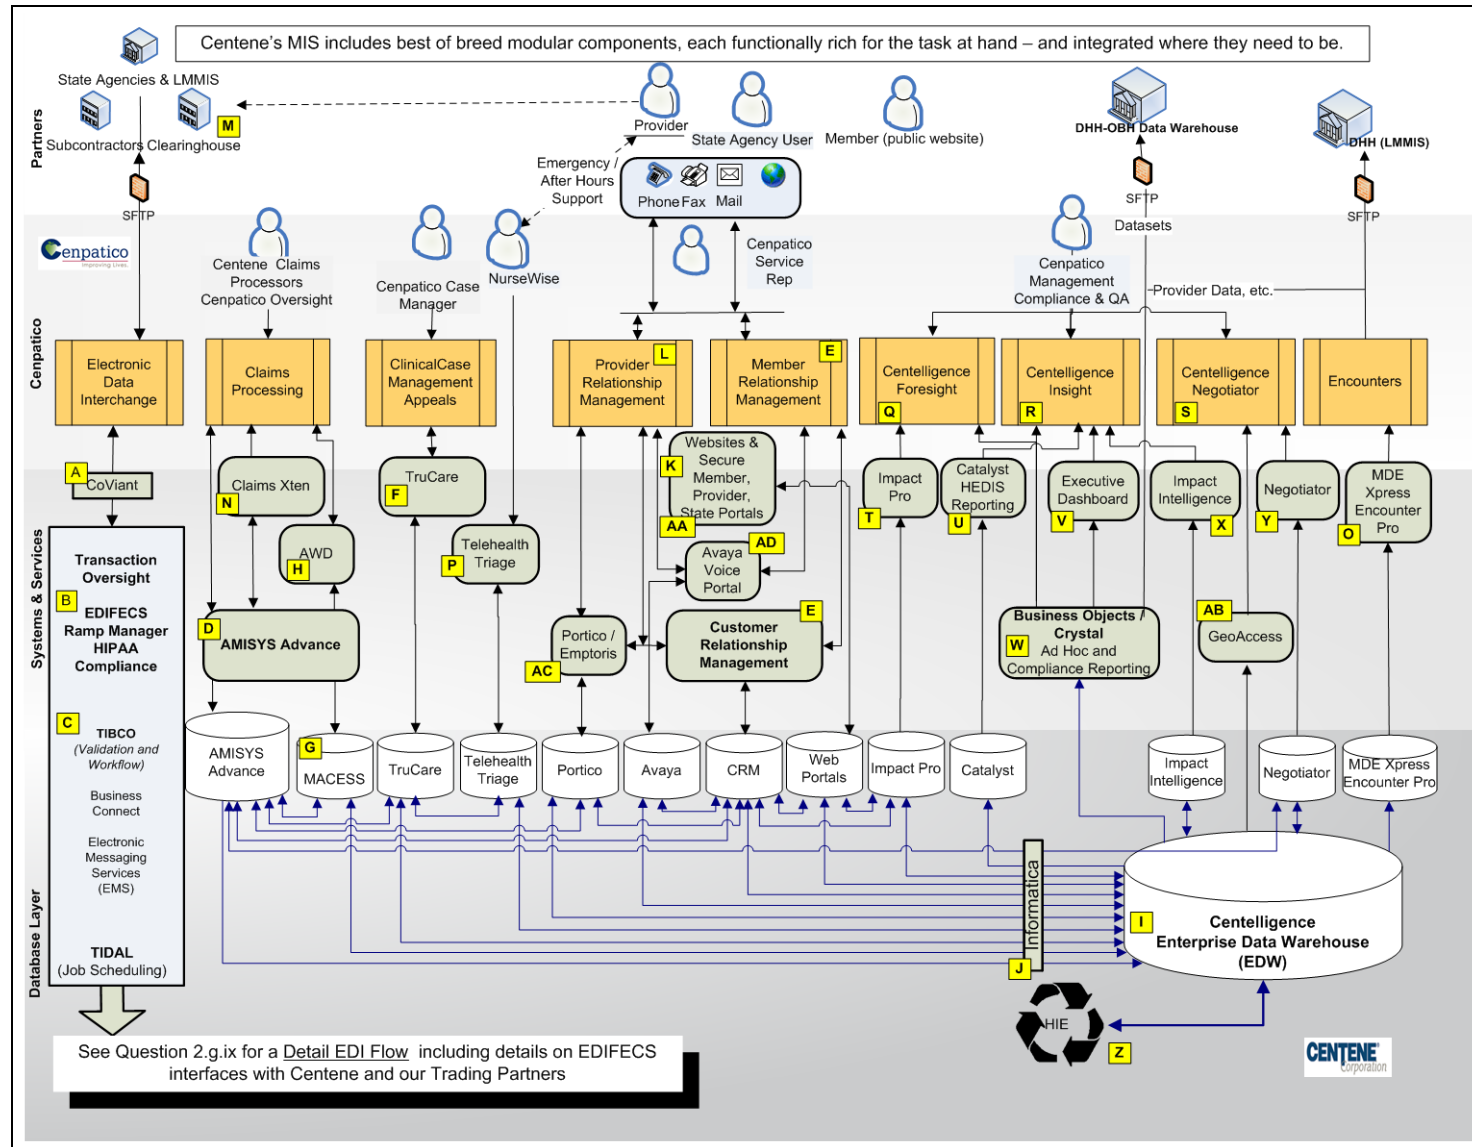 Centene's MIS includes best of breed modular components, each functionally rich for the task at hand – and integrated where they need to be.
State Agencies & LMMIS
Subcontractors
Clearinghouse
M
Provider
State Agency User
Member (public website)
DHH-OBH Data Warehouse
DHH (LMMIS)
Partners
Emergency /
After Hours
Support
Phone
Fax
Mail
SFTP
SFTP
SFTP
Datasets
Cenpatico
Improving Lives.
Centene Claims
Processors
Cenpatico Oversight
Cenpatico Case
Manager
NurseWise
Cenpatico
Service
Rep
Cenpatico
Management
Compliance & QA
Provider Data, etc.
Cenpatico
Electronic
Data
Interchange
Claims
Processing
ClinicalCase
Management
Appeals
Provider
Relationship
Management
L
Member
Relationship
Management
E
Centelligence
Foresight
Q
Centelligence
Insight
R
Centelligence
Negotiator
S
Encounters
Systems & Services
A
CoViant
Claims Xten
N
AWD
H
TruCare
F
Telehealth
Triage
P
Websites &
Secure
Member,
Provider,
State Portals
K
AA
Avaya
Voice
Portal
AD
Impact
Pro
T
Catalyst
HEDIS
Reporting
U
Executive
Dashboard
V
Impact
Intelligence
X
Negotiator
Y
MDE
Xpress
Encounter
Pro
O
Transaction
Oversight
B
EDIFECS
Ramp Manager
HIPAA
Compliance
D
AMISYS Advance
Portico /
Emptoris
AC
Customer
Relationship
Management
E
Business Objects /
Crystal
Ad Hoc and
Compliance Reporting
W
AB
GeoAccess
C
TIBCO
(Validation and
Workflow)
Business
Connect
Electronic
Messaging
Services
(EMS)
TIDAL
(Job Scheduling)
Database Layer
AMISYS
Advance
G
MACESS
TruCare
Telehealth
Triage
Portico
Avaya
CRM
Web
Portals
Impact Pro
Catalyst
Impact
Intelligence
Negotiator
MDE Xpress
Encounter Pro
Informatica
J
I
Centelligence
Enterprise Data Warehouse
(EDW)
HIE
Z
See Question 2.g.ix for a Detail EDI Flow including details on EDIFECS
interfaces with Centene and our Trading Partners
CENTENE
Corporation